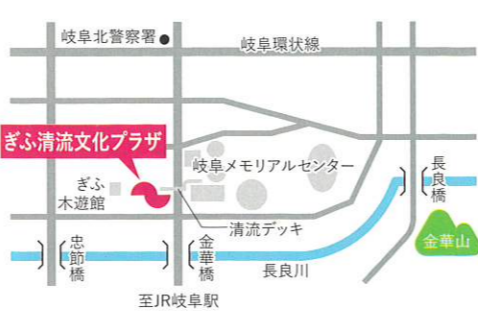 岐阜北警察署
岐阜環状線
ぎふ清流文化プラザ
岐阜メモリアルセンター
長良橋
ぎふ
木遊館
清流デッキ
金華山
忠節橋
金華橋
長良川
至JR岐阜駅